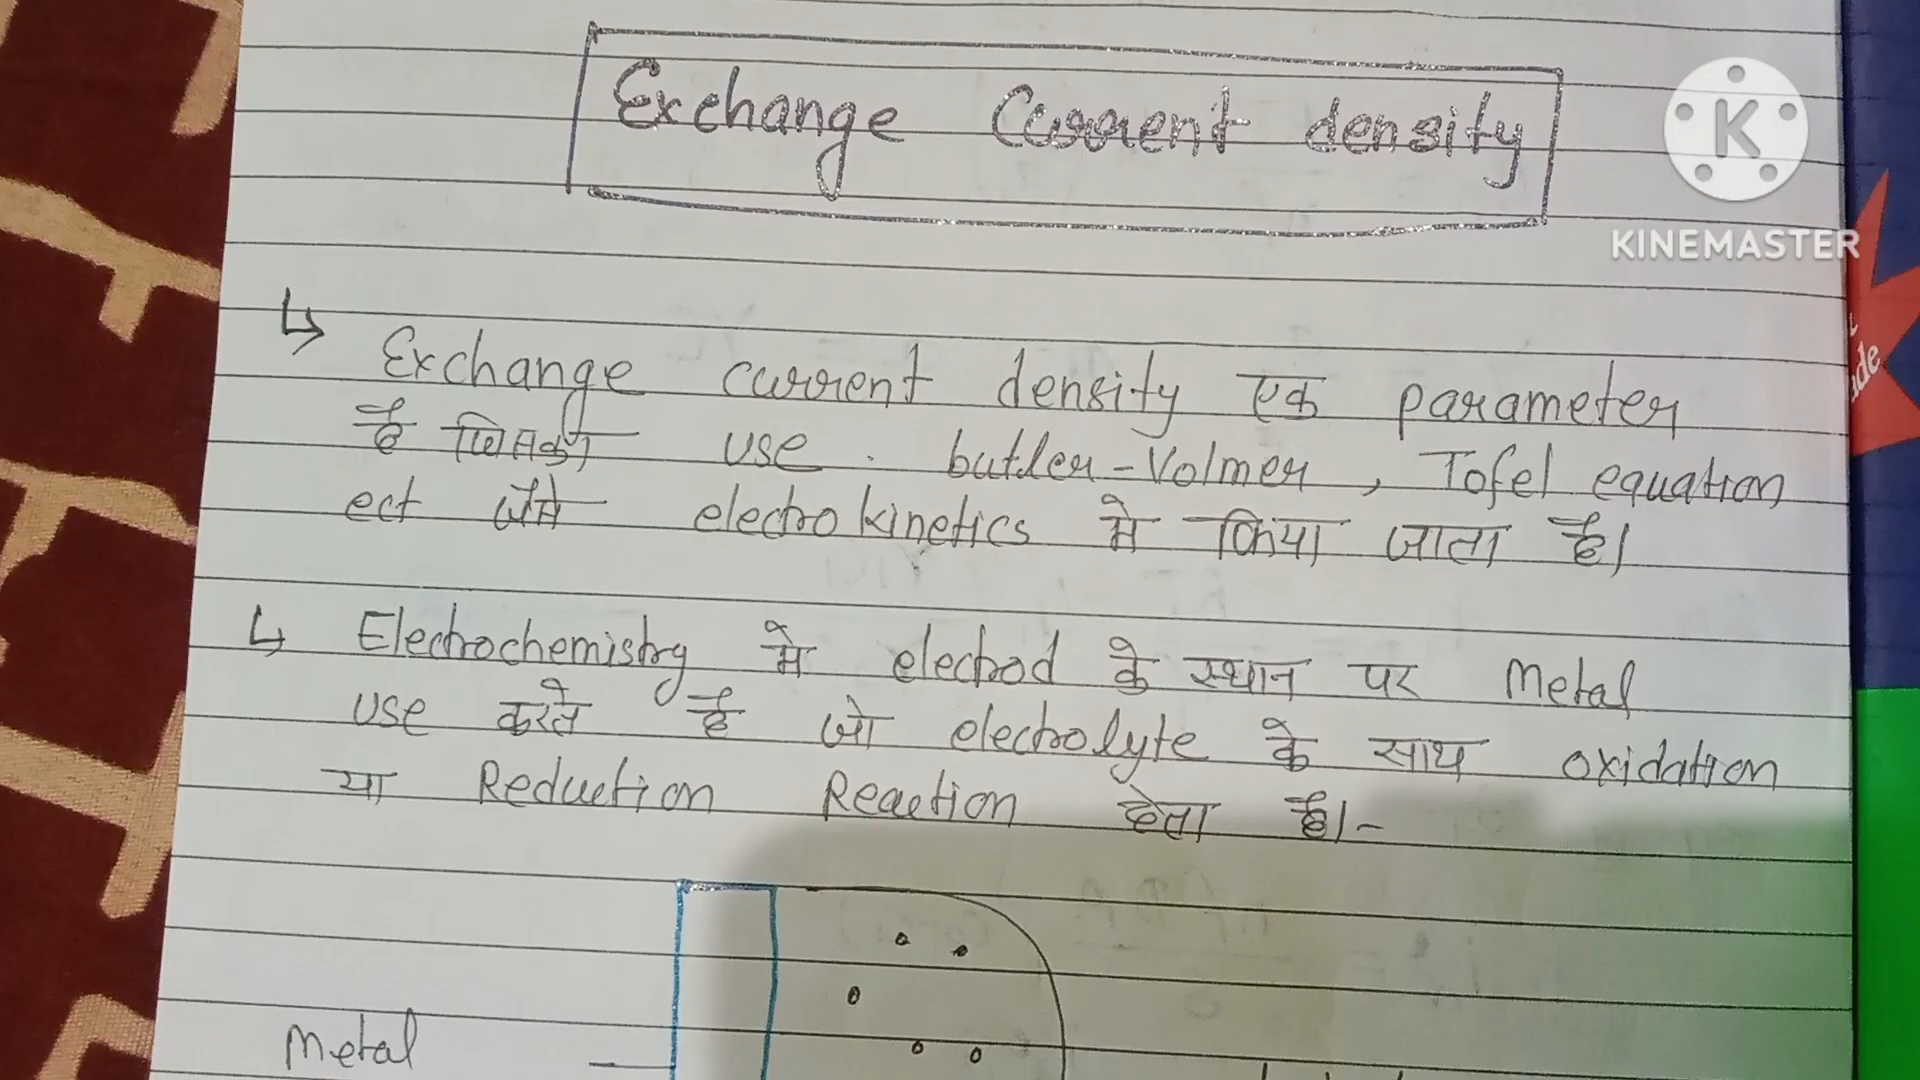 Exchange Current density
K
KINEMASTER
↳ Exchange current density एक parameter
है जिसका use . butler-Volmer, Tofel equation
ect जैसे electrokinetics मे किया जाता है।
↳ Electrochemistry मे electrod के स्थान पर Metal
use करते है जो electrolyte के साथ oxidation
या Reduction Reaction देता है।-
Metal